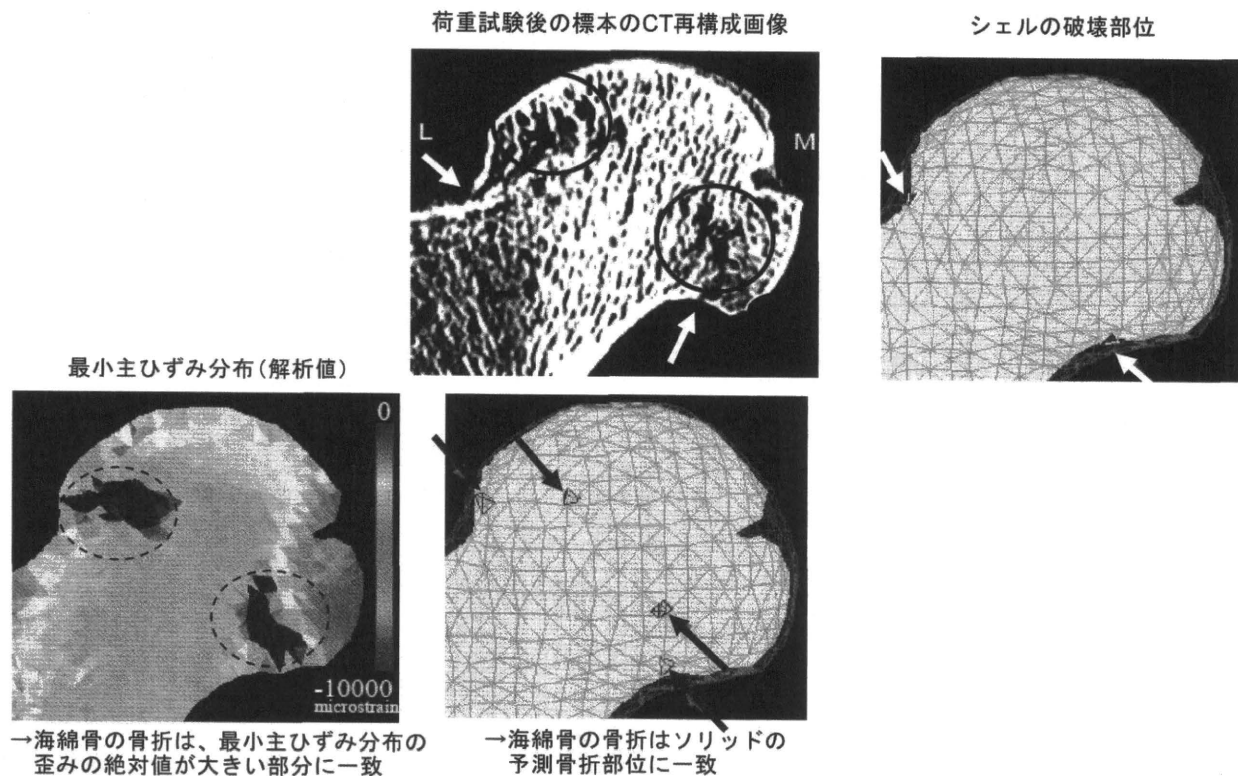 荷重試験後の標本のCT再構成画像
シェルの破壊部位
L
M
最小主ひずみ分布(解析値)
0
-10000
microstrain
→海綿骨の骨折は、最小主ひずみ分布の
歪みの絶対値が大きい部分に一致
→海綿骨の骨折はソリッドの
予測骨折部位に一致